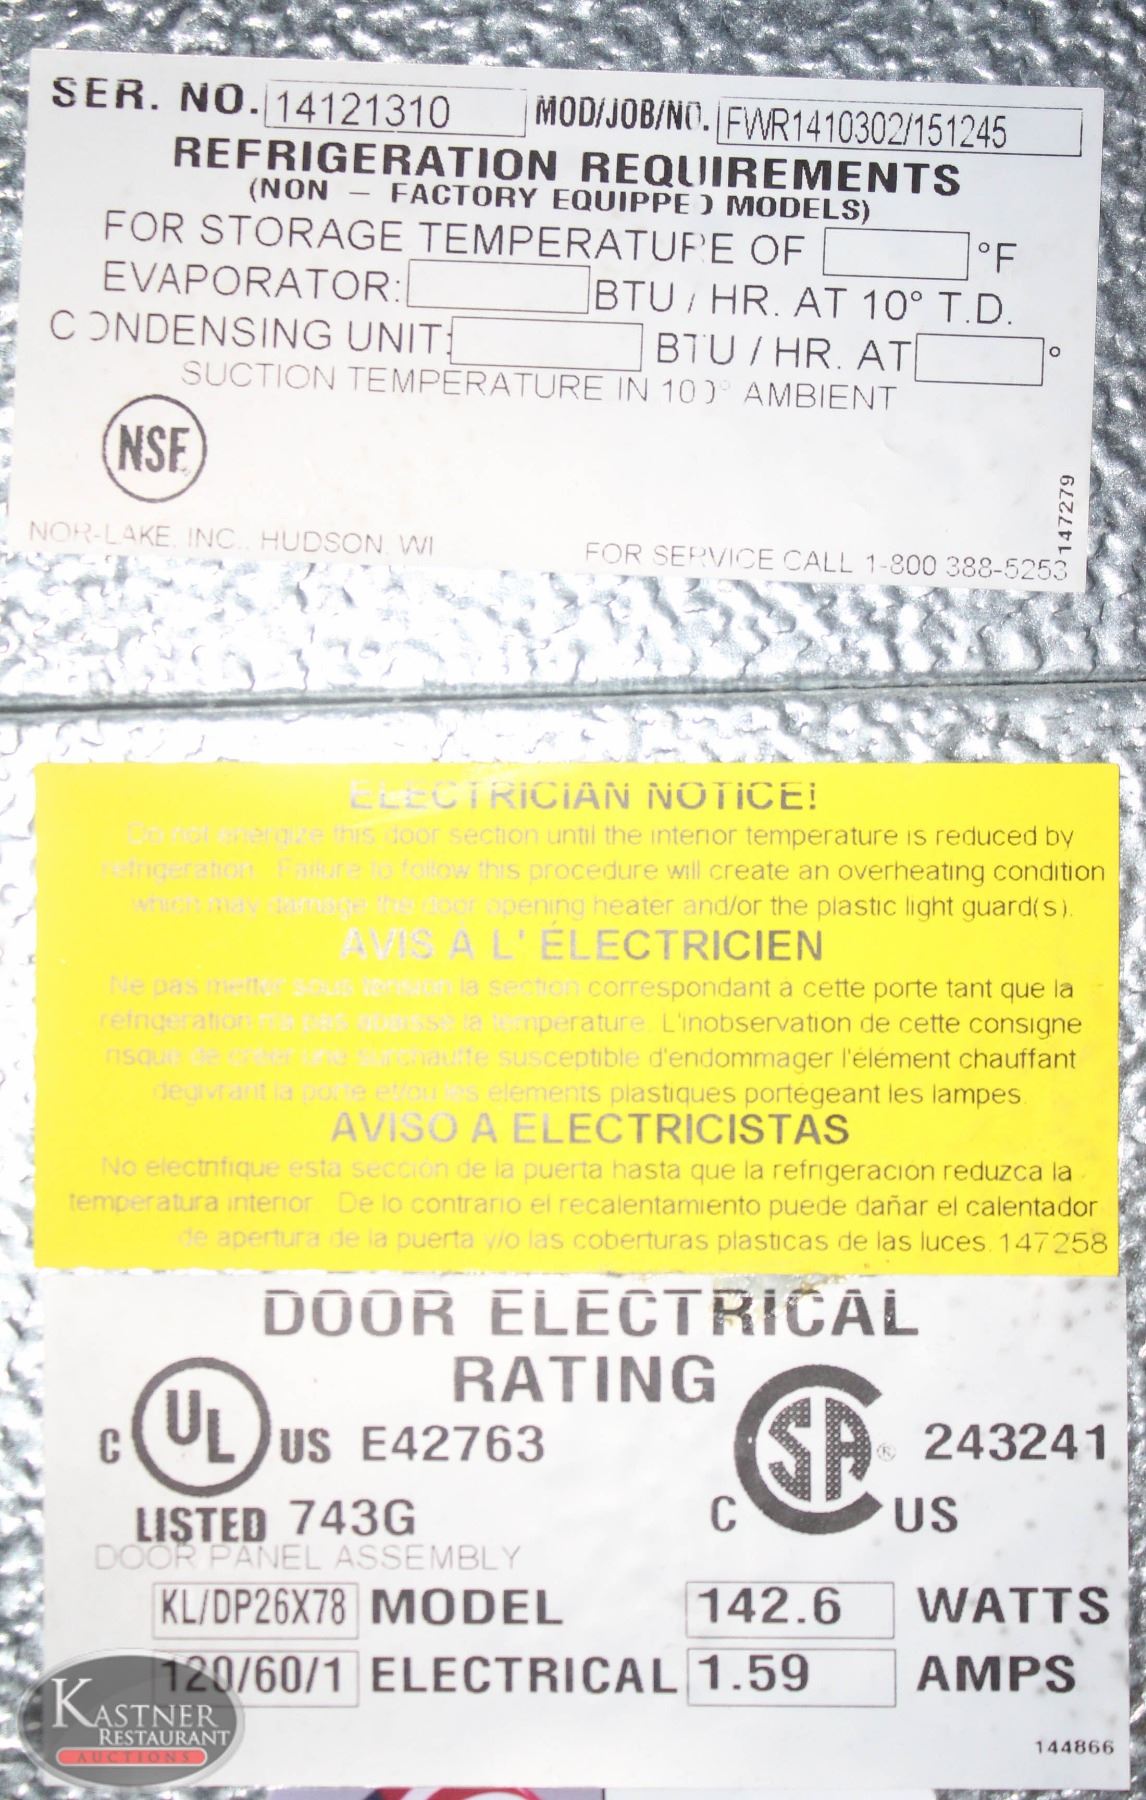 SER. NO. 14121310 MOD/JOB/NO. FWR1410302/151245
REFRIGERATION REQUIREMENTS
(NON - FACTORY EQUIPPED MODELS)
FOR STORAGE TEMPERATURE OF °F
EVAPORATOR: BTU / HR. AT 10° T.D.
CONDENSING UNIT: BTU / HR. AT °
SUCTION TEMPERATURE IN 100° AMBIENT
NSF
NOR-LAKE, INC., HUDSON, WI
FOR SERVICE CALL 1-800 388-5253
147279
ELECTRICIAN NOTICE!
Do not energize this door section until the interior temperature is reduced by
refrigeration. Failure to follow this procedure will create an overheating condition
which may damage the door opening heater and/or the plastic light guard(s).
AVIS A L' ÉLECTRICIEN
Ne pas metter sous tension la section correspondant à cette porte tant que la
réfrigeration n'a pas abaissé la température. L'inobservation de cette consigne
risque de créer une surchauffe susceptible d'endommager l'élément chauffant
degivrant la porte et/ou les elements plastiques portégeant les lampes.
AVISO A ELECTRICISTAS
No electrifique esta sección de la puerta hasta que la refrigeración reduzca la
temperatura interior. De lo contrario el recalentamiento puede dañar el calentador
de apertura de la puerta y/o las coberturas plasticas de las luces. 147258
DOOR ELECTRICAL
RATING
C UL US E42763
LISTED 743G
C SA® US 243241
DOOR PANEL ASSEMBLY
KL/DP26X78 MODEL 142.6 WATTS
120/60/1 ELECTRICAL 1.59 AMPS
144866
KASTNER
RESTAURANT
AUCTIONS